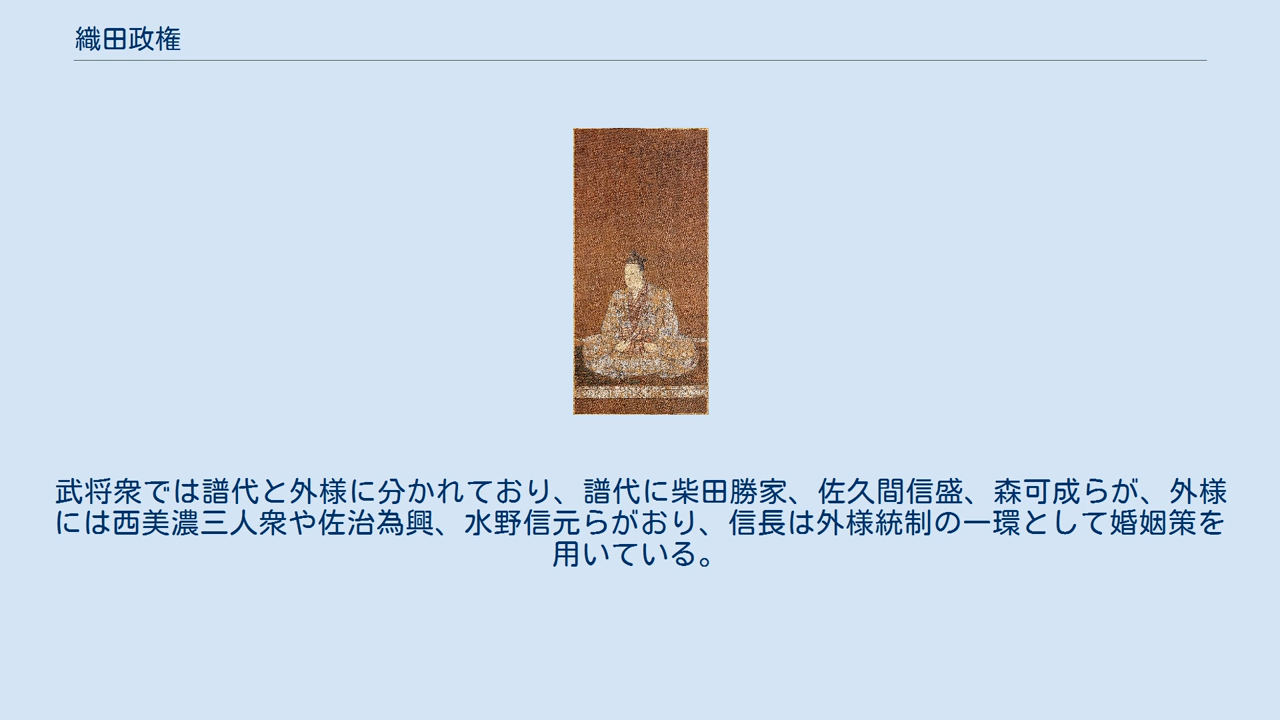 織田政権
武将衆では譜代と外様に分かれており、譜代に柴田勝家、佐久間信盛、森可成らが、外様
には西美濃三人衆や佐治為興、水野信元らがおり、信長は外様統制の一環として婚姻策を
用いている。